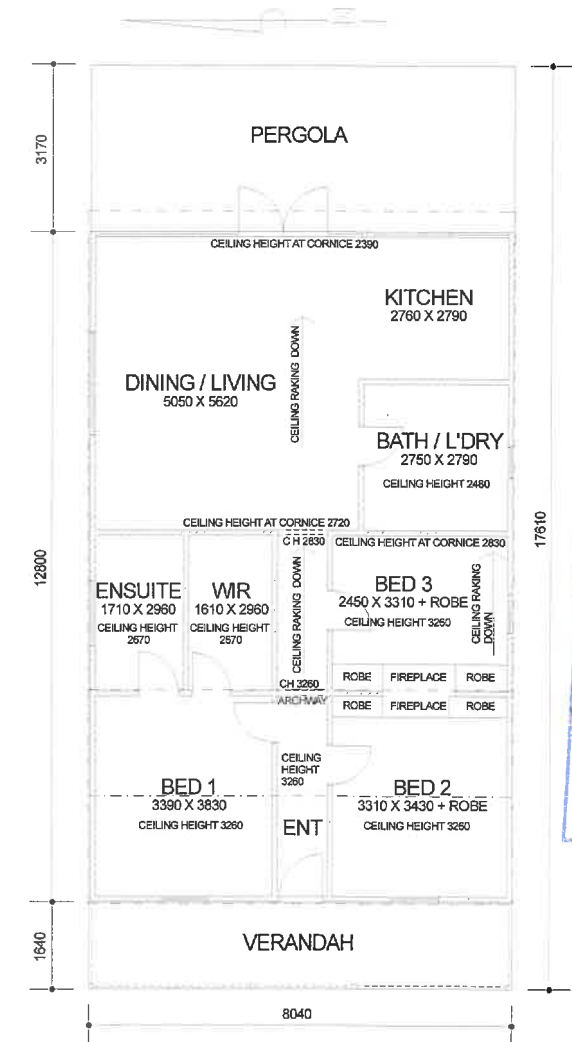 PERGOLA
3170
CEILING HEIGHT AT CORNICE 2390
KITCHEN
2760 X 2790
CEILING RAKING DOWN
DINING / LIVING
5050 X 5620
BATH / L'DRY
2750 X 2790
CEILING HEIGHT 2480
17610
12800
CEILING HEIGHT AT CORNICE 2720
C H 2830
CEILING HEIGHT AT CORNICE 2830
ENSUITE
1710 X 2960
CEILING HEIGHT
2570
WIR
1610 X 2960
CEILING HEIGHT
2570
CEILING RAKING DOWN
BED 3
2450 X 3310 + ROBE
CEILING HEIGHT 3260
CEILING RAKING
DOWN
CH 3260
ARCHWAY
ROBE
FIREPLACE
ROBE
ROBE
FIREPLACE
ROBE
CEILING
HEIGHT
3260
BED 1
3390 X 3830
CEILING HEIGHT 3260
ENT
BED 2
3310 X 3430 + ROBE
CEILING HEIGHT 3260
1640
VERANDAH
8040